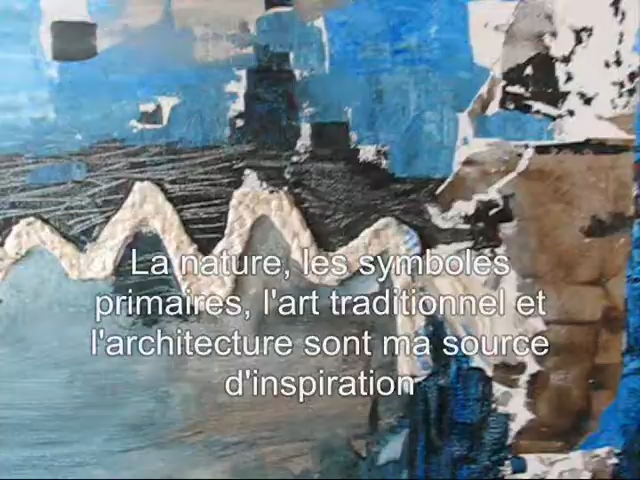 La nature, les symboles
primaires, l'art traditionnel et
l'architecture sont ma source
d'inspiration